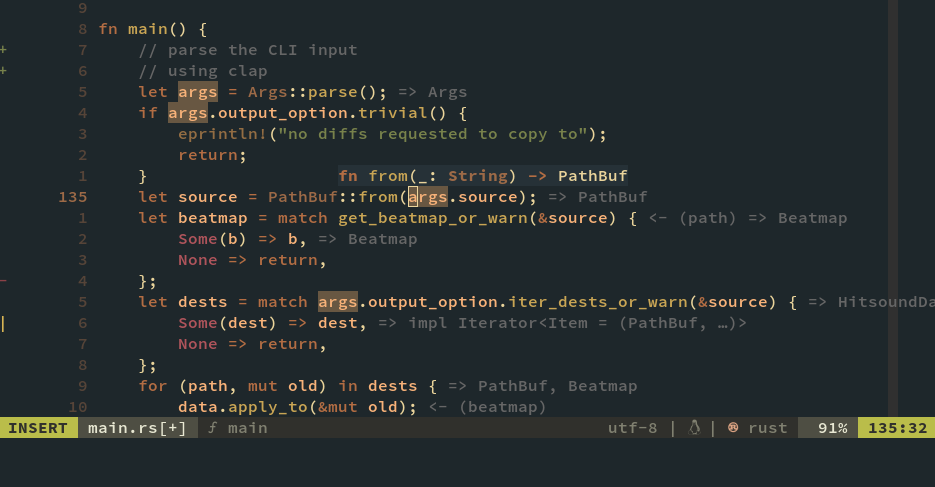 9
8 fn main() {
+ 7     // parse the CLI input
+ 6     // using clap
5     let args = Args::parse(); => Args
4     if args.output_option.trivial() {
3         eprintln!("no diffs requested to copy to");
2         return;
1     }                   fn from(_: String) -> PathBuf
135     let source = PathBuf::from(args.source); => PathBuf
1     let beatmap = match get_beatmap_or_warn(&source) { <- (path) => Beatmap
2         Some(b) => b, => Beatmap
3         None => return,
- 4     };
5     let dests = match args.output_option.iter_dests_or_warn(&source) { => HitsoundDa
6         Some(dest) => dest, => impl Iterator<Item = (PathBuf, …)>
7         None => return,
8     };
9     for (path, mut old) in dests { => PathBuf, Beatmap
10         data.apply_to(&mut old); <- (beatmap)
INSERT main.rs[+] ƒ main utf-8 | | rust 91% 135:32